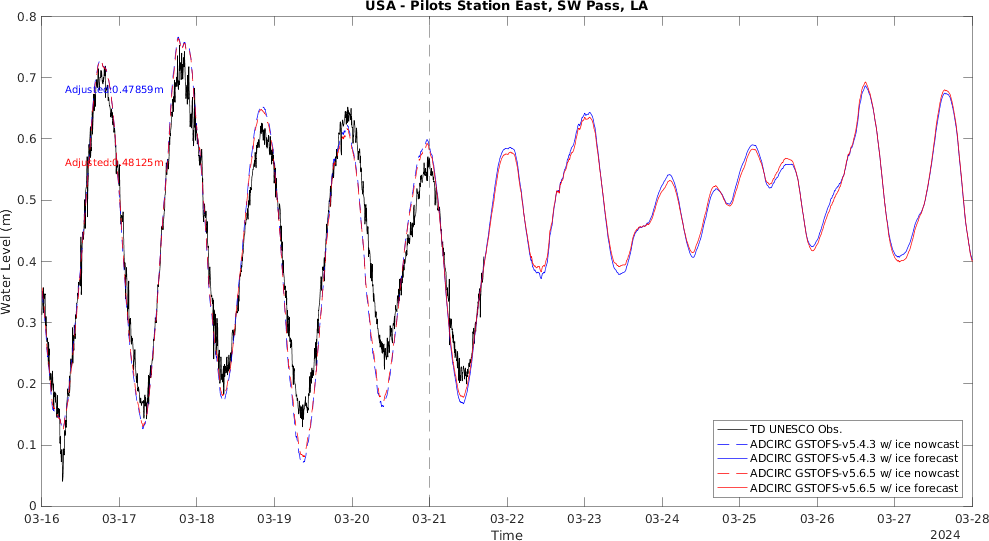 USA - Pilots Station East, SW Pass, LA
0.8
0.7
0.6
0.5
0.4
0.3
0.2
0.1
0
Water Level (m)
Adjusted:0.47859m
Adjusted:0.48125m
TD UNESCO Obs.
ADCIRC GSTOFS-v5.4.3 w/ ice nowcast
ADCIRC GSTOFS-v5.4.3 w/ ice forecast
ADCIRC GSTOFS-v5.6.5 w/ ice nowcast
ADCIRC GSTOFS-v5.6.5 w/ ice forecast
03-16 03-17 03-18 03-19 03-20 03-21 03-22 03-23 03-24 03-25 03-26 03-27 03-28
Time
2024